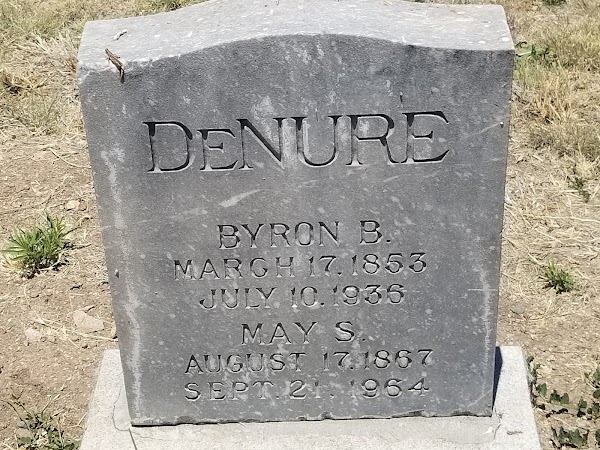 DeNURE
BYRON B.
MARCH 17. 1853
JULY 10. 1936
MAY S.
AUGUST 17. 1867
SEPT. 21. 1964